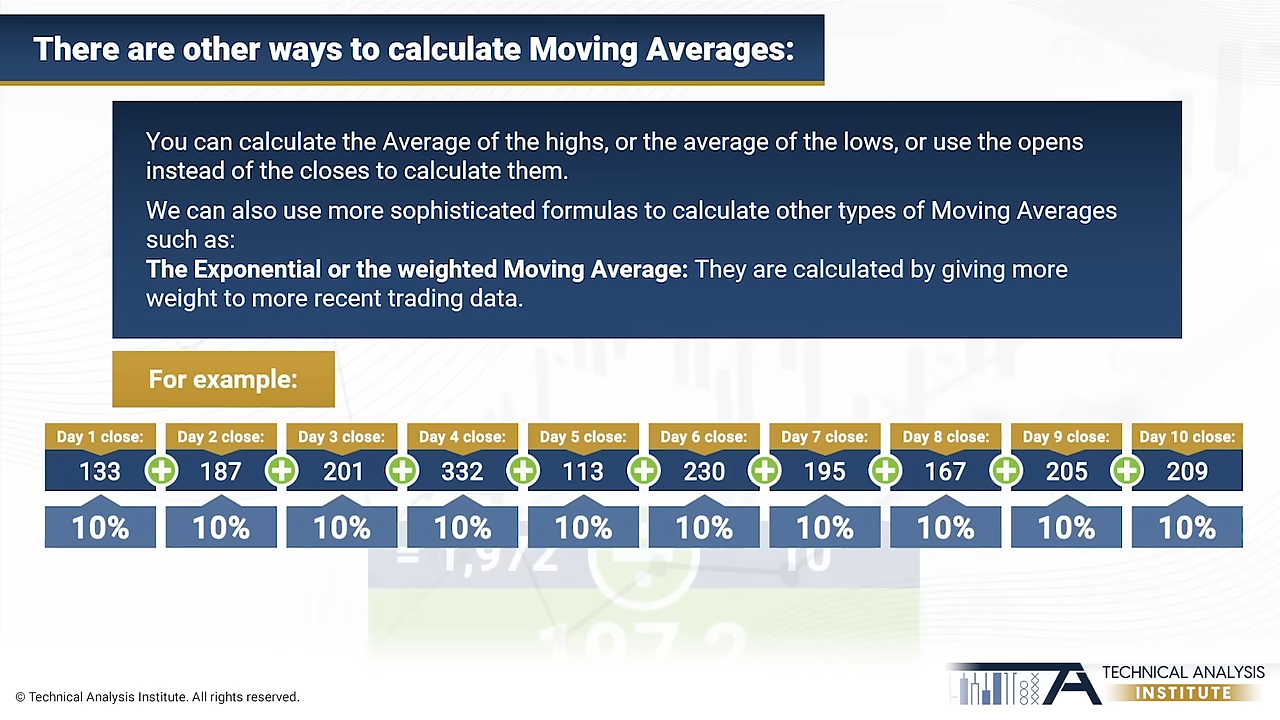 There are other ways to calculate Moving Averages:
You can calculate the Average of the highs, or the average of the lows, or use the opens
instead of the closes to calculate them.
We can also use more sophisticated formulas to calculate other types of Moving Averages
such as:
The Exponential or the weighted Moving Average: They are calculated by giving more
weight to more recent trading data.
For example:
Day 1 close: Day 2 close: Day 3 close: Day 4 close: Day 5 close: Day 6 close: Day 7 close: Day 8 close: Day 9 close: Day 10 close:
133 + 187 + 201 + 332 + 113 + 230 + 195 + 167 + 205 + 209
10% 10% 10% 10% 10% 10% 10% 10% 10% 10%
= 1,972 ÷ 10
197.2
TECHNICAL ANALYSIS
INSTITUTE
© Technical Analysis Institute. All rights reserved.